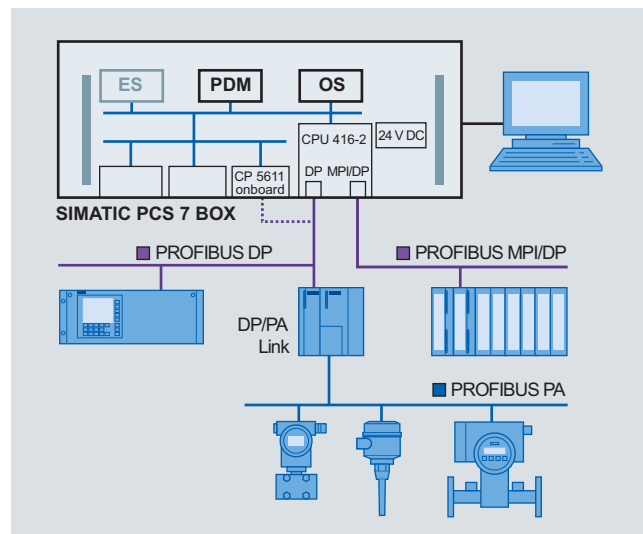 ES
PDM
OS
CPU 416-2
24 V DC
CP 5611
onboard
DP MPI/DP
SIMATIC PCS 7 BOX
PROFIBUS DP
PROFIBUS MPI/DP
DP/PA
Link
PROFIBUS PA